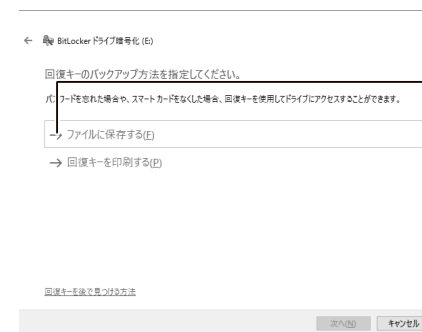 BitLocker ドライブ暗号化 (E:)
回復キーのバックアップ方法を指定してください。
パスワードを忘れた場合や、スマート カードをなくした場合、回復キーを使用してドライブにアクセスすることができます。
ファイルに保存する(F)
回復キーを印刷する(P)
回復キーを後で見つける方法
次へ(N) キャンセル